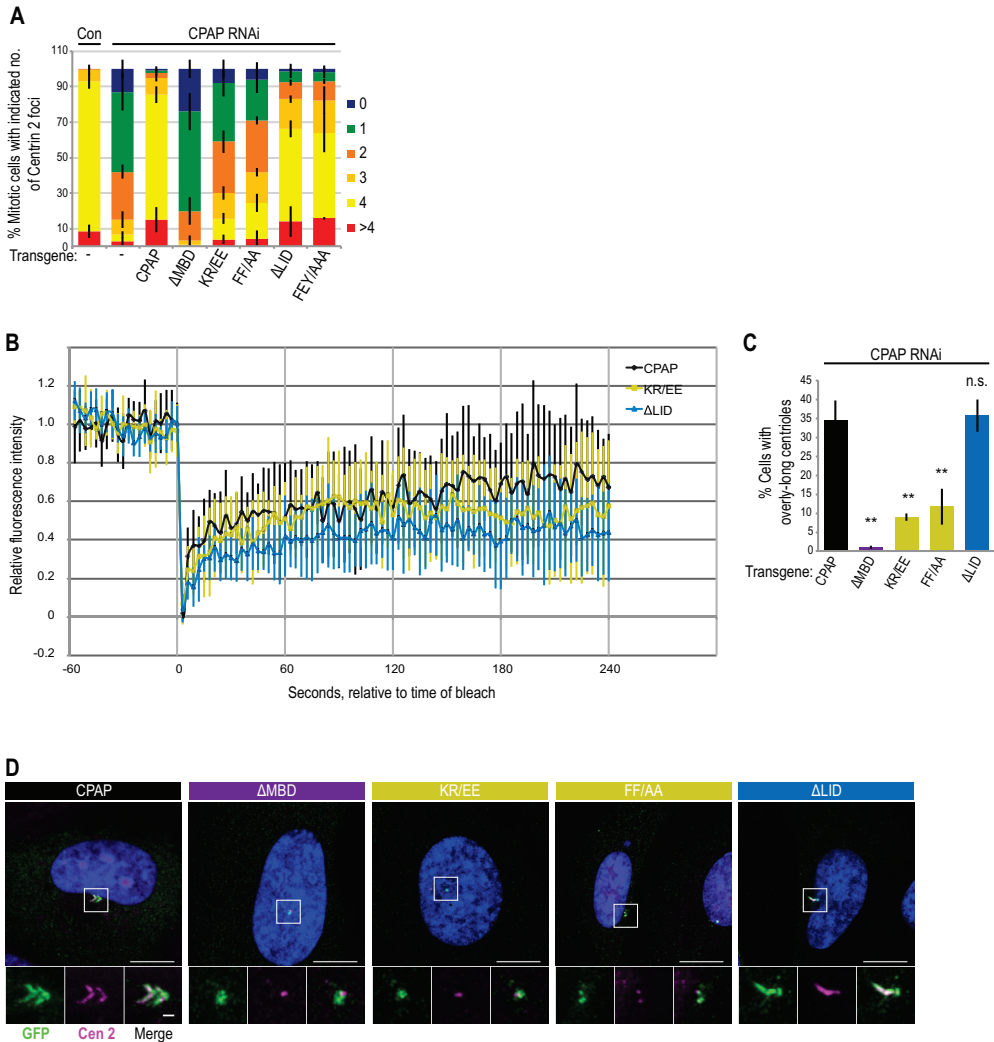 A
Con
CPAP RNAi
% Mitotic cells with indicated no.
of Centrin 2 foci
110
90
70
50
30
10
0
0
1
2
3
4
>4
Transgene:
-
-
CPAP
ΔMBD
KR/EE
FF/AA
ΔLID
FEY/AAA
B
Relative fluorescence intensity
1.2
1.0
0.8
0.6
0.4
0.2
0
-0.2
-60
0
60
120
180
240
Seconds, relative to time of bleach
CPAP
KR/EE
ΔLID
C
CPAP RNAi
% Cells with
overly-long centrioles
45
40
35
30
25
20
15
10
5
0
**
**
**
n.s.
Transgene:
CPAP
ΔMBD
KR/EE
FF/AA
ΔLID
D
CPAP
ΔMBD
KR/EE
FF/AA
ΔLID
GFP
Cen 2
Merge